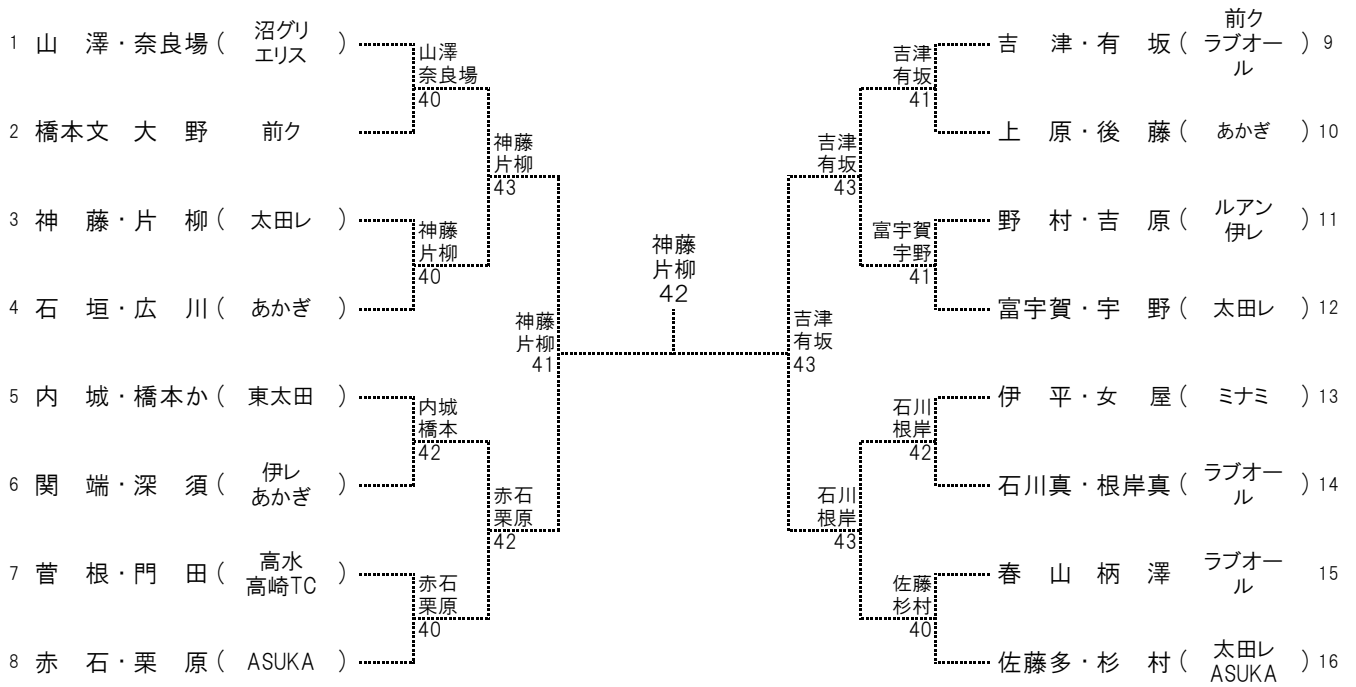 1 山 澤・奈良場 ( 沼グリ エリス )
2 橋本文 大 野 前ク
3 神 藤・片 柳 ( 太田レ )
4 石 垣・広 川 ( あかぎ )
5 内 城・橋本か ( 東太田 )
6 関 端・深 須 ( 伊レ あかぎ )
7 菅 根・門 田 ( 高水 高崎TC )
8 赤 石・栗 原 ( ASUKA )
山澤
奈良場
40
神藤
片柳
40
内城
橋本
42
赤石
栗原
40
神藤
片柳
43
赤石
栗原
42
神藤
片柳
41
神藤
片柳
42
吉津
有坂
43
吉津
有坂
43
石川
根岸
43
吉津
有坂
41
富宇賀
宇野
41
石川
根岸
42
佐藤
杉村
40
吉 津・有 坂 ( 前ク ラブオール ) 9
上 原・後 藤 ( あかぎ ) 10
野 村・吉 原 ( ルアン 伊レ ) 11
富宇賀・宇 野 ( 太田レ ) 12
伊 平・女 屋 ( ミナミ ) 13
石川真・根岸真 ( ラブオール ) 14
春 山 柄 澤 ラブオール 15
佐藤多・杉 村 ( 太田レ ASUKA ) 16